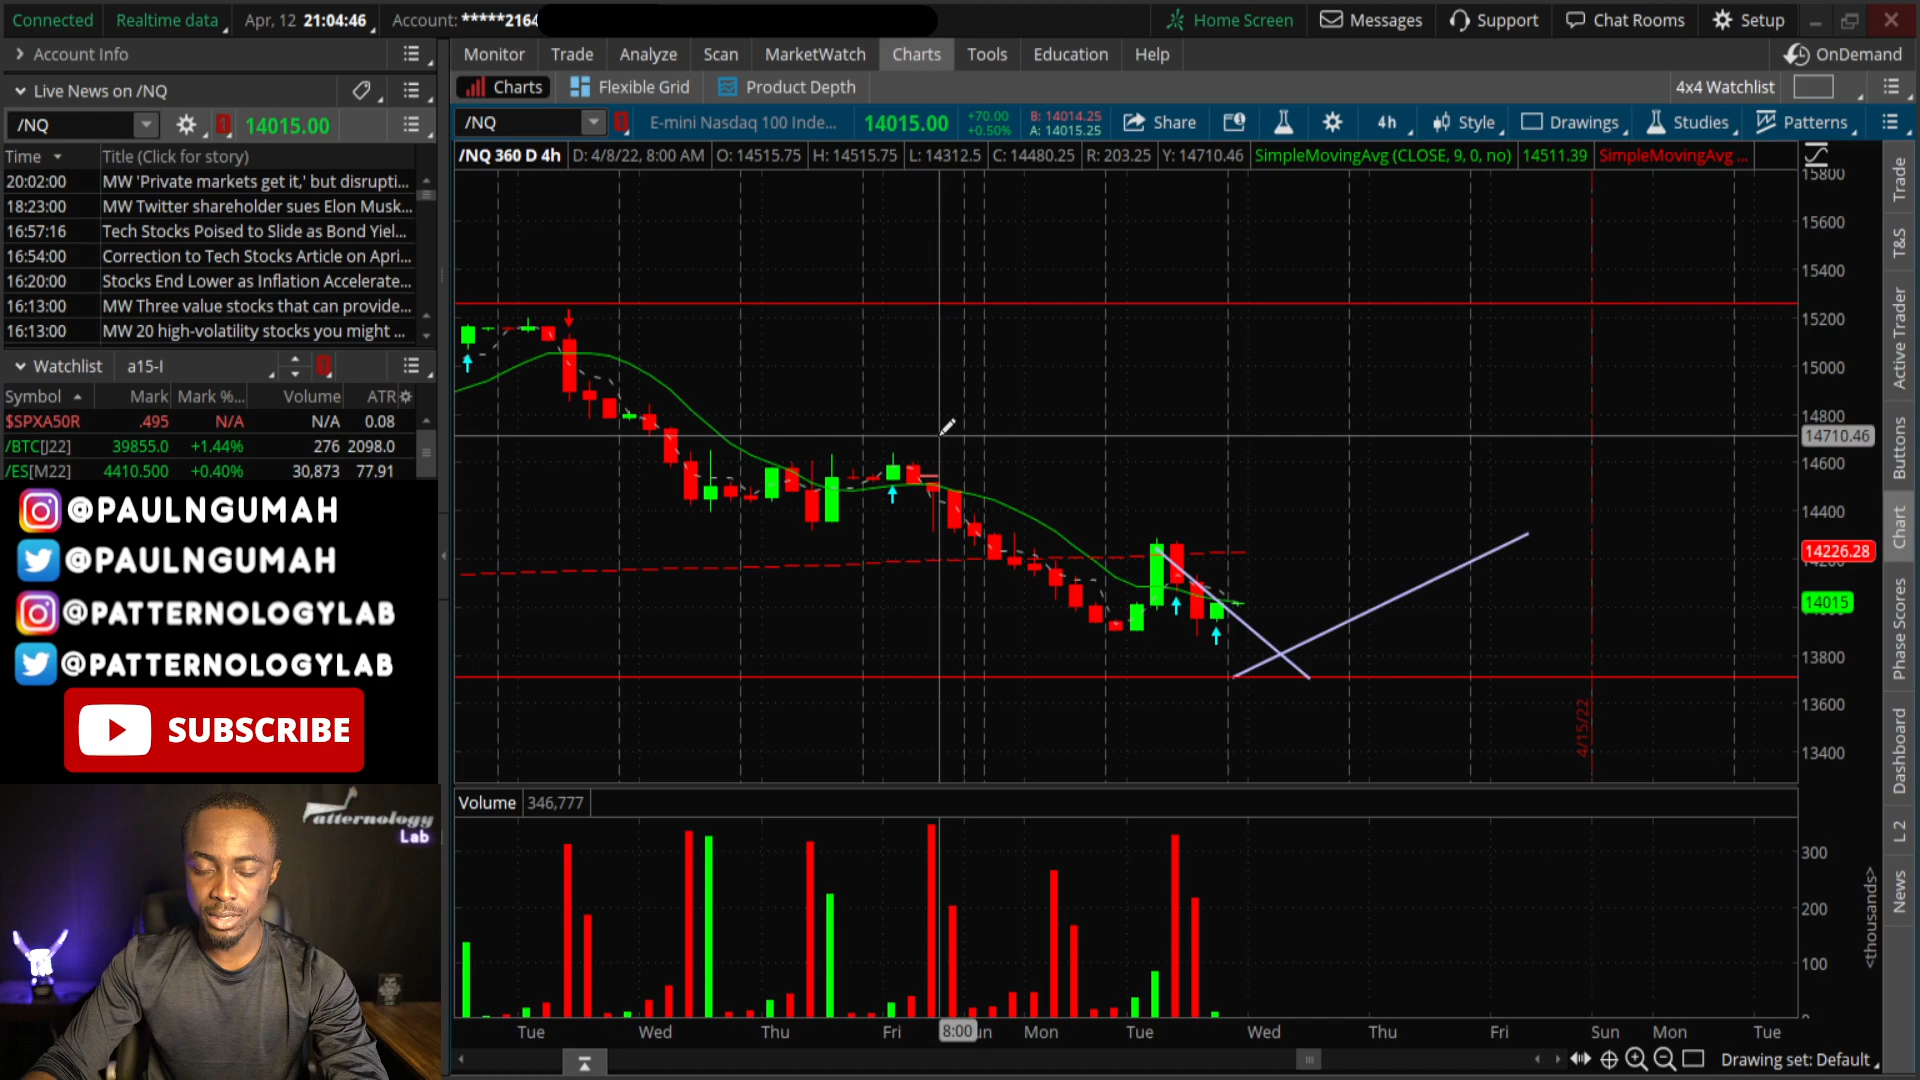 Connected Realtime data Apr, 12 21:04:46 Account: *****2164 Home Screen Messages Support Chat Rooms Setup
Account Info
Monitor Trade Analyze Scan MarketWatch Charts Tools Education Help OnDemand
Live News on /NQ
Charts Flexible Grid Product Depth 4x4 Watchlist
/NQ 14015.00
/NQ E-mini Nasdaq 100 Inde... 14015.00 +70.00 +0.50% B: 14014.25 A: 14015.25 Share 4h Style Drawings Studies Patterns
Time Title (Click for story)
/NQ 360 D 4h D: 4/8/22, 8:00 AM O: 14515.75 H: 14515.75 L: 14312.5 C: 14480.25 R: 203.25 Y: 14710.46 SimpleMovingAvg (CLOSE, 9, 0, no) 14511.39 SimpleMovingAvg ...
20:02:00 MW 'Private markets get it,' but disrupti...
18:23:00 MW Twitter shareholder sues Elon Musk...
16:57:16 Tech Stocks Poised to Slide as Bond Yiel...
16:54:00 Correction to Tech Stocks Article on Apri...
16:20:00 Stocks End Lower as Inflation Accelerate...
16:13:00 MW Three value stocks that can provide...
16:13:00 MW 20 high-volatility stocks you might ...
Watchlist a15-I
Symbol Mark Mark %... Volume ATR
$SPXA50R .495 N/A N/A 0.08
/BTC[J22] 39855.0 +1.44% 276 2098.0
/ES[M22] 4410.500 +0.40% 30,873 77.91
@PAULNGUMAH
@PAULNGUMAH
@PATTERNOLOGYLAB
@PATTERNOLOGYLAB
SUBSCRIBE
Patternology
Lab
15800
15600
15400
15200
15000
14800
14710.46
14600
14400
14226.28
14015
13800
13600
13400
4/15/22
Volume 346,777
300
200
100
0
<thousands>
Tue Wed Thu Fri 8:00 Mon Tue Wed Thu Fri Sun Mon Tue
Drawing set: Default
Trade
T&S
Active Trader
Buttons
Chart
Phase Scores
Dashboard
L 2
News